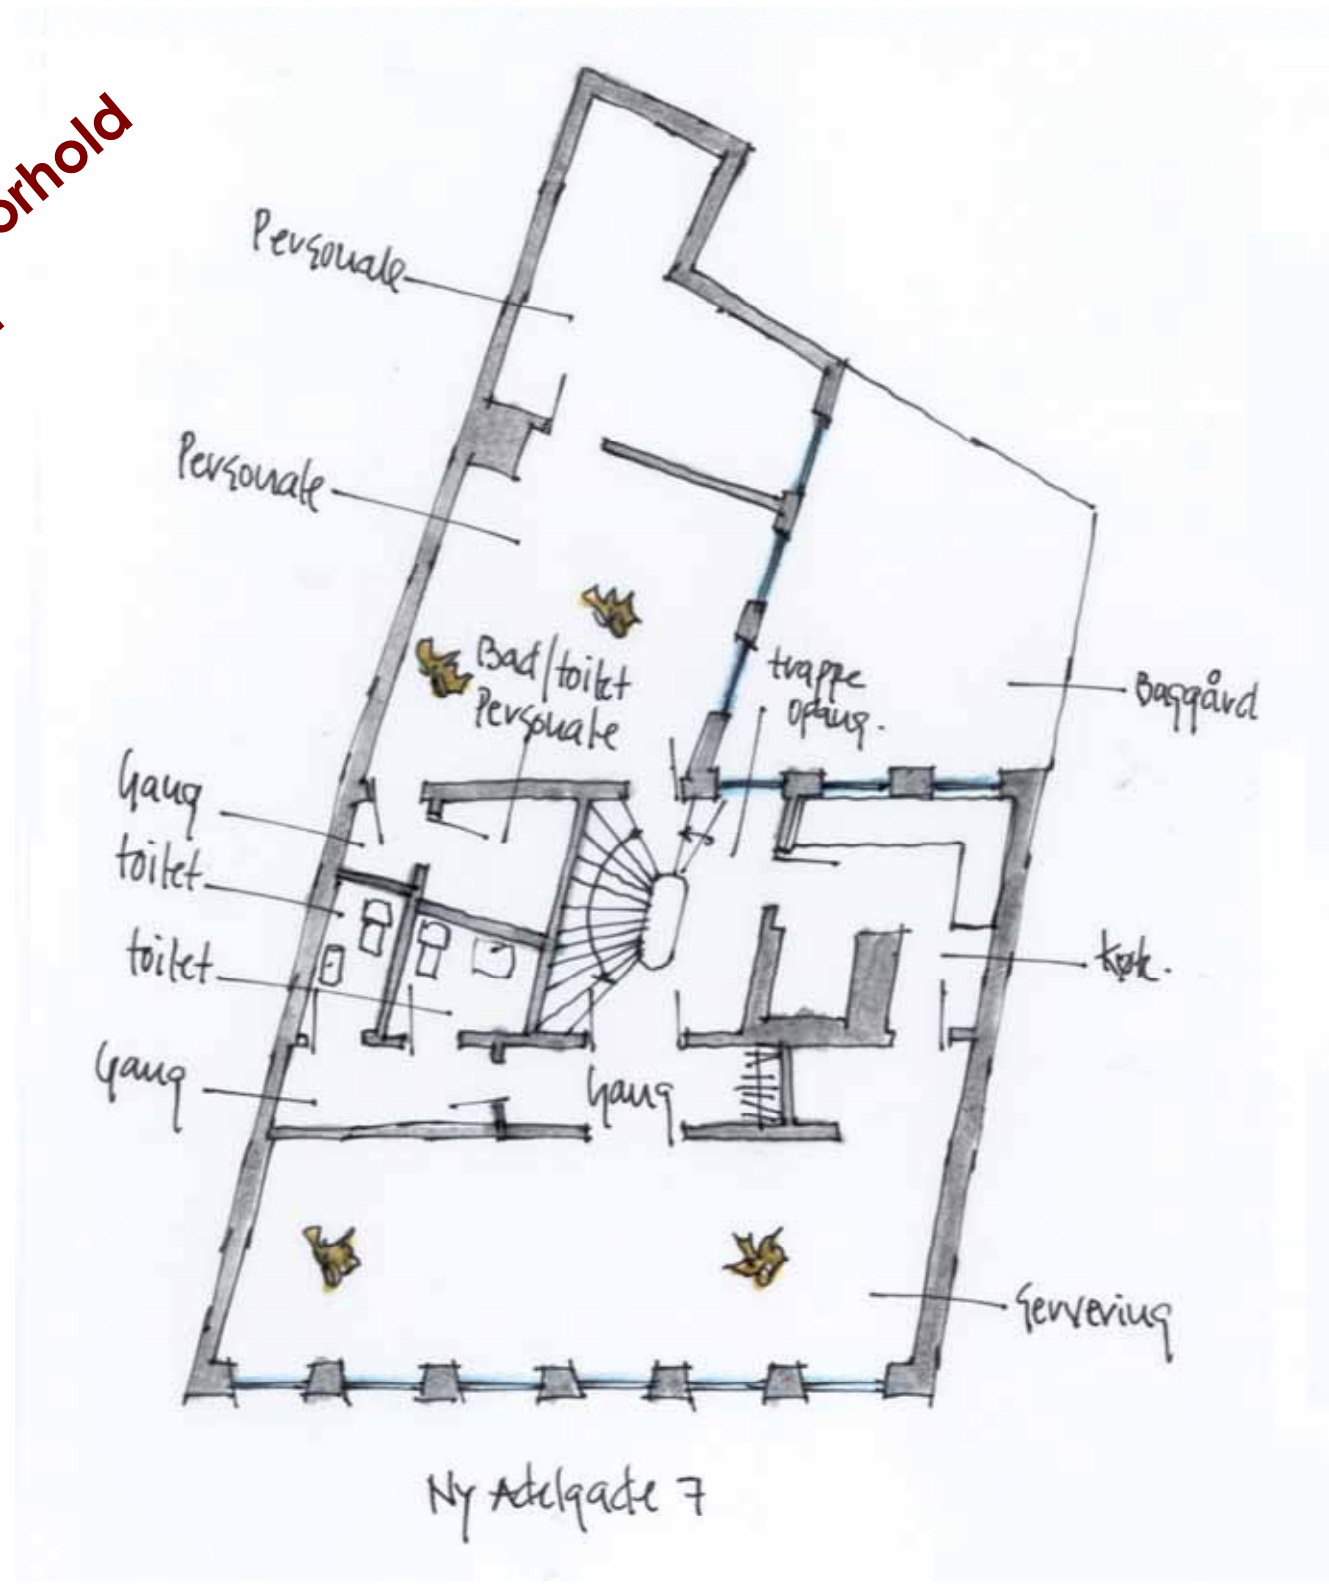 orhold
Personale
Personale
Bad/toilet
Personale
trappe
opgang.
Baggård
Gang
toilet
toilet
Køk.
Gang
Gang
Servering
Ny Adelgade 7